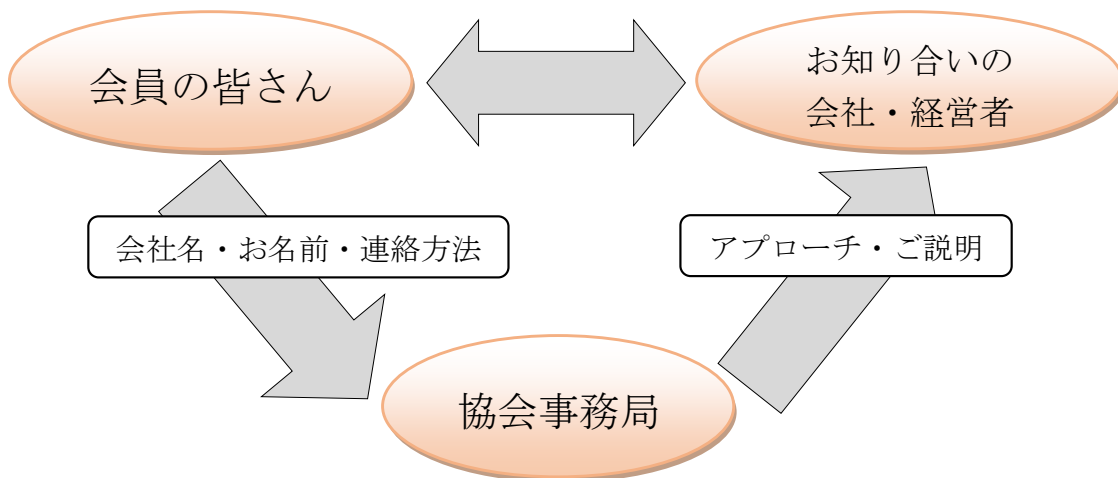 会員の皆さん
お知り合いの
会社・経営者
会社名・お名前・連絡方法
アプローチ・ご説明
協会事務局